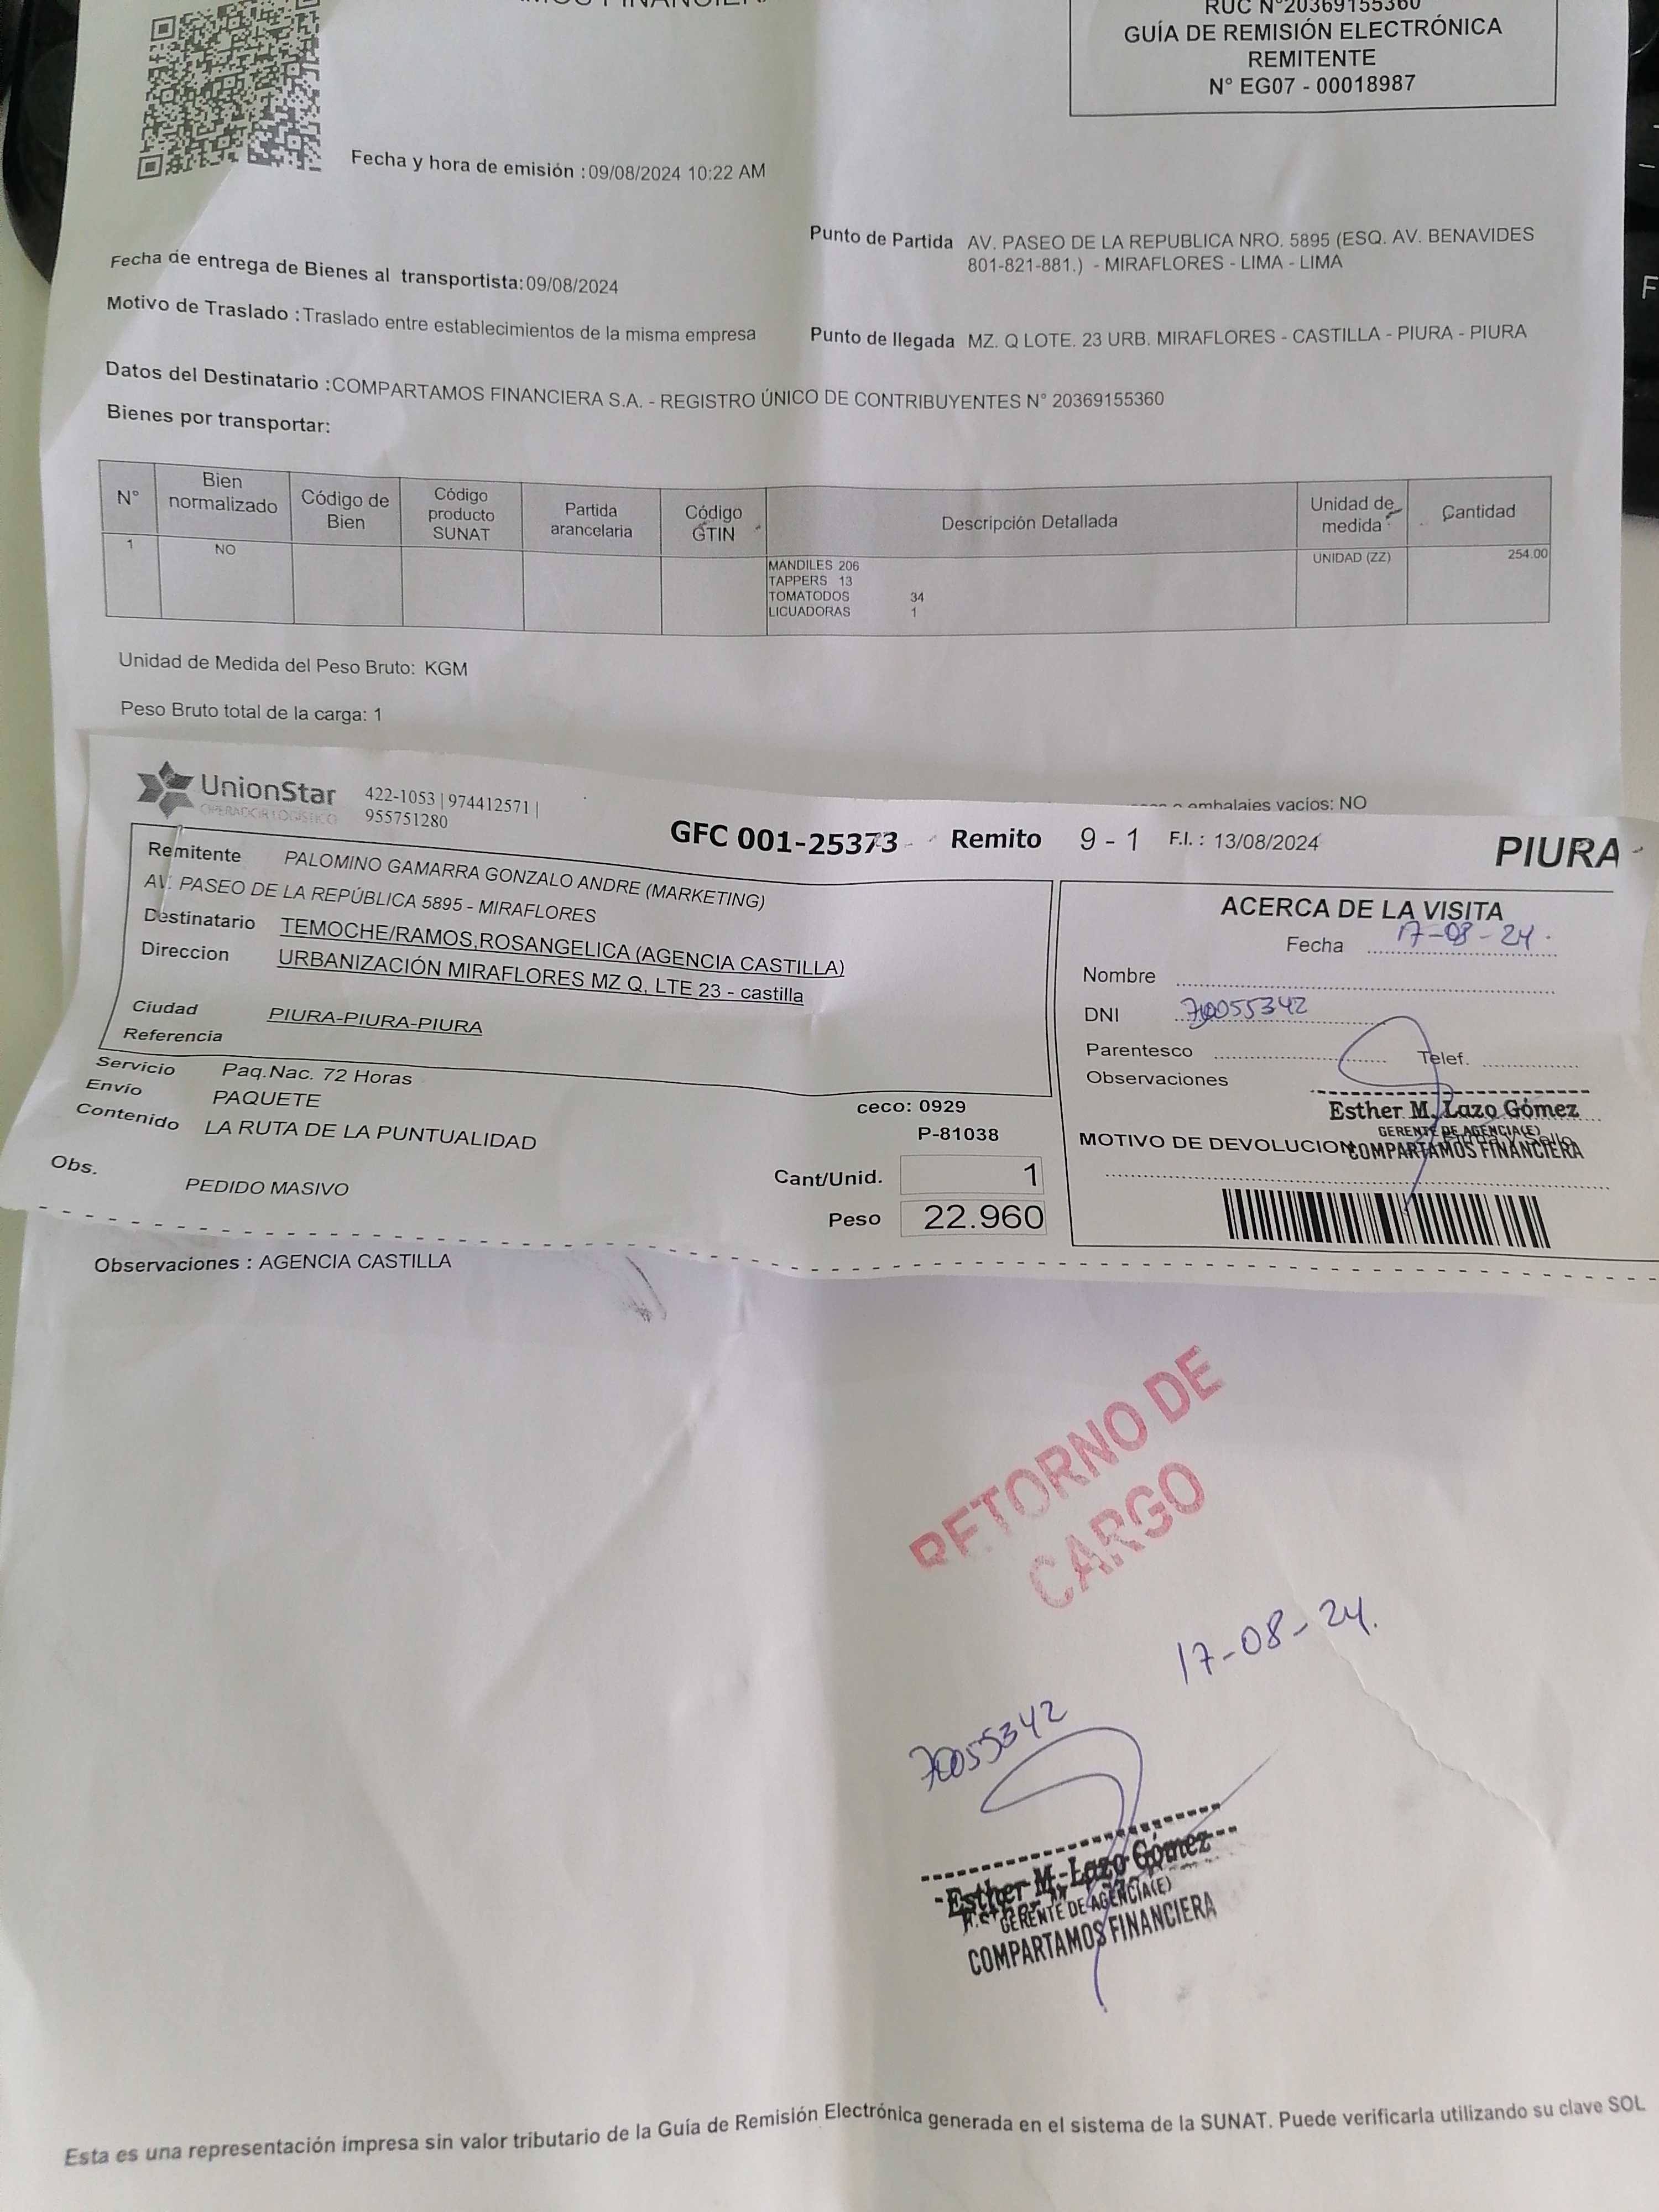 RUC N°20369155360
GUÍA DE REMISIÓN ELECTRÓNICA
REMITENTE
N° EG07 - 00018987
Fecha y hora de emisión :09/08/2024 10:22 AM
Fecha de entrega de Bienes al transportista:09/08/2024
Punto de Partida AV. PASEO DE LA REPUBLICA NRO. 5895 (ESQ. AV. BENAVIDES
801-821-881.) - MIRAFLORES - LIMA - LIMA
Motivo de Traslado :Traslado entre establecimientos de la misma empresa
Punto de llegada MZ. Q LOTE. 23 URB. MIRAFLORES - CASTILLA - PIURA - PIURA
Datos del Destinatario :COMPARTAMOS FINANCIERA S.A. - REGISTRO ÚNICO DE CONTRIBUYENTES N° 20369155360
Bienes por transportar:
N° Bien normalizado Código de Bien Código producto SUNAT Partida arancelaria Código GTIN Descripción Detallada Unidad de medida Cantidad
1 NO MANDILES 206 UNIDAD (ZZ) 254.00
TAPPERS 13
TOMATODOS 34
LICUADORAS 1
Unidad de Medida del Peso Bruto: KGM
Peso Bruto total de la carga: 1
embalajes vacíos: NO
UnionStar
OPERADOR LOGÍSTICO
422-1053 | 974412571 |
955751280
GFC 001-25373 Remito 9 - 1 F.I. : 13/08/2024 PIURA
Remitente PALOMINO GAMARRA GONZALO ANDRE (MARKETING)
AV. PASEO DE LA REPÚBLICA 5895 - MIRAFLORES
Destinatario TEMOCHE/RAMOS,ROSANGELICA (AGENCIA CASTILLA)
Direccion URBANIZACIÓN MIRAFLORES MZ Q, LTE 23 - castilla
Ciudad PIURA-PIURA-PIURA
Referencia
Servicio Paq.Nac. 72 Horas
Envío PAQUETE
Contenido LA RUTA DE LA PUNTUALIDAD
Obs. PEDIDO MASIVO
ceco: 0929
P-81038
Cant/Unid. 1
Peso 22.960
ACERCA DE LA VISITA
Fecha 17-08-24.
Nombre
DNI 70055342
Parentesco Telef.
Observaciones
Esther M. Lazo Gómez
GERENTE DE AGENCIA(E)
Firma y Sello
MOTIVO DE DEVOLUCION
COMPARTAMOS FINANCIERA
Observaciones : AGENCIA CASTILLA
RETORNO DE
CARGO
17-08-24.
70055342
Esther M. Lazo Gómez
GERENTE DE AGENCIA(E)
COMPARTAMOS FINANCIERA
Esta es una representación impresa sin valor tributario de la Guía de Remisión Electrónica generada en el sistema de la SUNAT. Puede verificarla utilizando su clave SOL